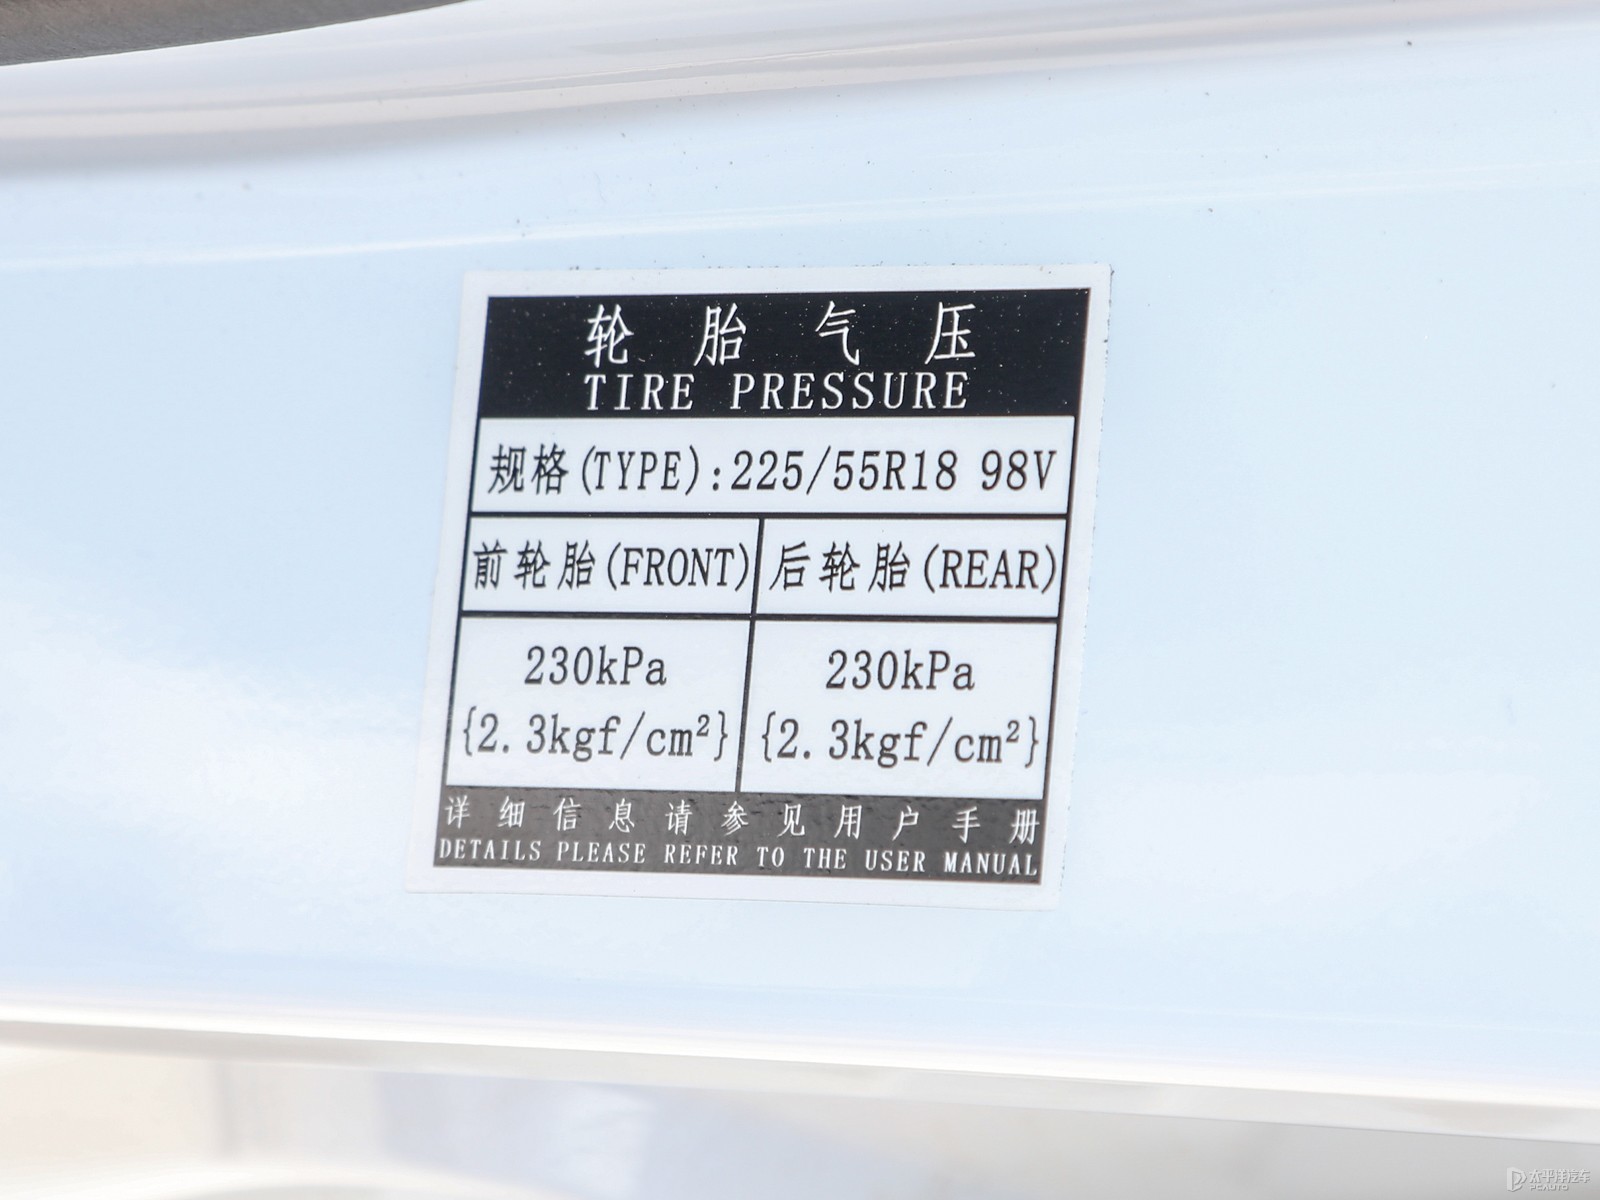 轮胎气压
TIRE PRESSURE
规格(TYPE):225/55R18 98V
前轮胎(FRONT) 后轮胎(REAR)
230kPa 230kPa
{2.3kgf/cm²} {2.3kgf/cm²}
详细信息请参见用户手册
DETAILS PLEASE REFER TO THE USER MANUAL
太平洋汽车
PCAUTO